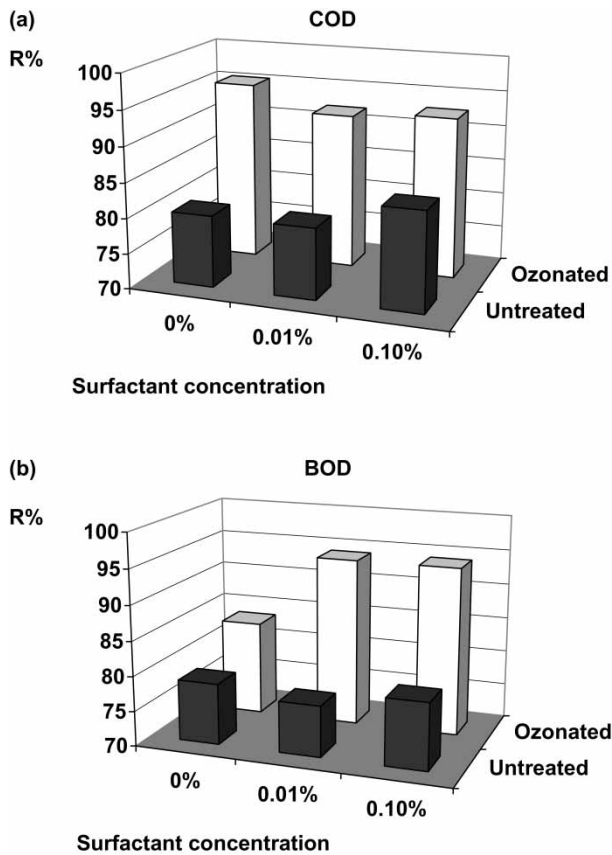 (a)
COD
R%
100
95
90
85
80
75
70
Ozonated
Untreated
0%
0.01%
0.10%
Surfactant concentration
(b)
BOD
R%
100
95
90
85
80
75
70
Ozonated
Untreated
0%
0.01%
0.10%
Surfactant concentration